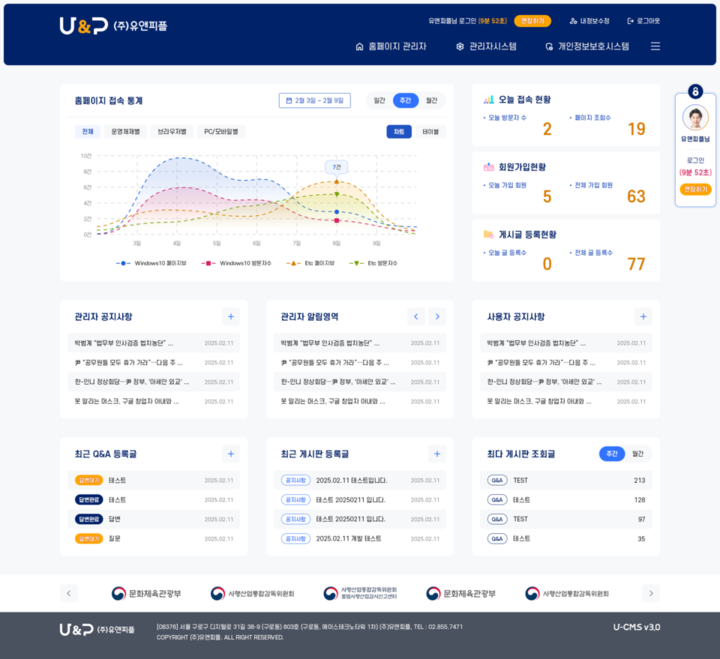 U&P (주)유앤피플
유앤피플님 로그인 (9분 52초) 연장하기 내정보수정 로그아웃
홈페이지 관리자 관리자시스템 개인정보보호시스템
홈페이지 접속 통계
2월 3일 ~ 2월 9일
일간 주간 월간
전체 운영체제별 브라우저별 PC/모바일별
차트 테이블
10건
8건
6건
4건
2건
0건
7건
3일 4일 5일 6일 7일 8일 9일
Windows10 페이지뷰 Windows10 방문자수 Etc 페이지뷰 Etc 방문자수
오늘 접속 현황
오늘 방문자 수 2
페이지 조회수 19
회원가입현황
오늘 가입 회원 5
전체 가입 회원 63
게시글 등록현황
오늘 글 등록수 0
전체 글 등록수 77
유앤피플님
로그인
(9분 52초)
연장하기
관리자 공지사항
박범계 "법무부 인사검증 법치농단" ... 2025.02.11
尹 "공무원들 모두 휴가 가라"…다음 주 ... 2025.02.11
한-인니 정상회담…尹 정부, '아세안 외교' ... 2025.02.11
못 말리는 머스크, 구글 창업자 아내와 ... 2025.02.11
관리자 알림영역
박범계 "법무부 인사검증 법치농단" ... 2025.02.11
尹 "공무원들 모두 휴가 가라"…다음 주 ... 2025.02.11
한-인니 정상회담…尹 정부, '아세안 외교' ... 2025.02.11
못 말리는 머스크, 구글 창업자 아내와 ... 2025.02.11
사용자 공지사항
박범계 "법무부 인사검증 법치농단" ... 2025.02.11
尹 "공무원들 모두 휴가 가라"…다음 주 ... 2025.02.11
한-인니 정상회담…尹 정부, '아세안 외교' ... 2025.02.11
못 말리는 머스크, 구글 창업자 아내와 ... 2025.02.11
최근 Q&A 등록글
답변대기 테스트 2025.02.11
답변완료 테스트 2025.02.11
답변완료 답변 2025.02.11
답변대기 질문 2025.02.11
최근 게시판 등록글
공지사항 2025.02.11 테스트입니다. 2025.02.11
공지사항 테스트 20250211 입니다. 2025.02.11
공지사항 테스트 20250211 입니다. 2025.02.11
공지사항 2025.02.11 개발 테스트 2025.02.11
최다 게시판 조회글
주간 월간
Q&A TEST 213
Q&A 테스트 128
Q&A TEST 97
Q&A 테스트 35
문화체육관광부
사행산업통합감독위원회
사행산업통합감독위원회
불법사행산업감시신고센터
문화체육관광부
사행산업통합감독위원회
U&P (주)유앤피플
[08376] 서울 구로구 디지털로 31길 38-9 (구로동) 803호 (구로동, 에이스테크노타워 1차) (주)유앤피플, TEL : 02.855.7471
COPYRIGHT (주)유앤피플. ALL RIGHT RESERVED.
U-CMS v3.0